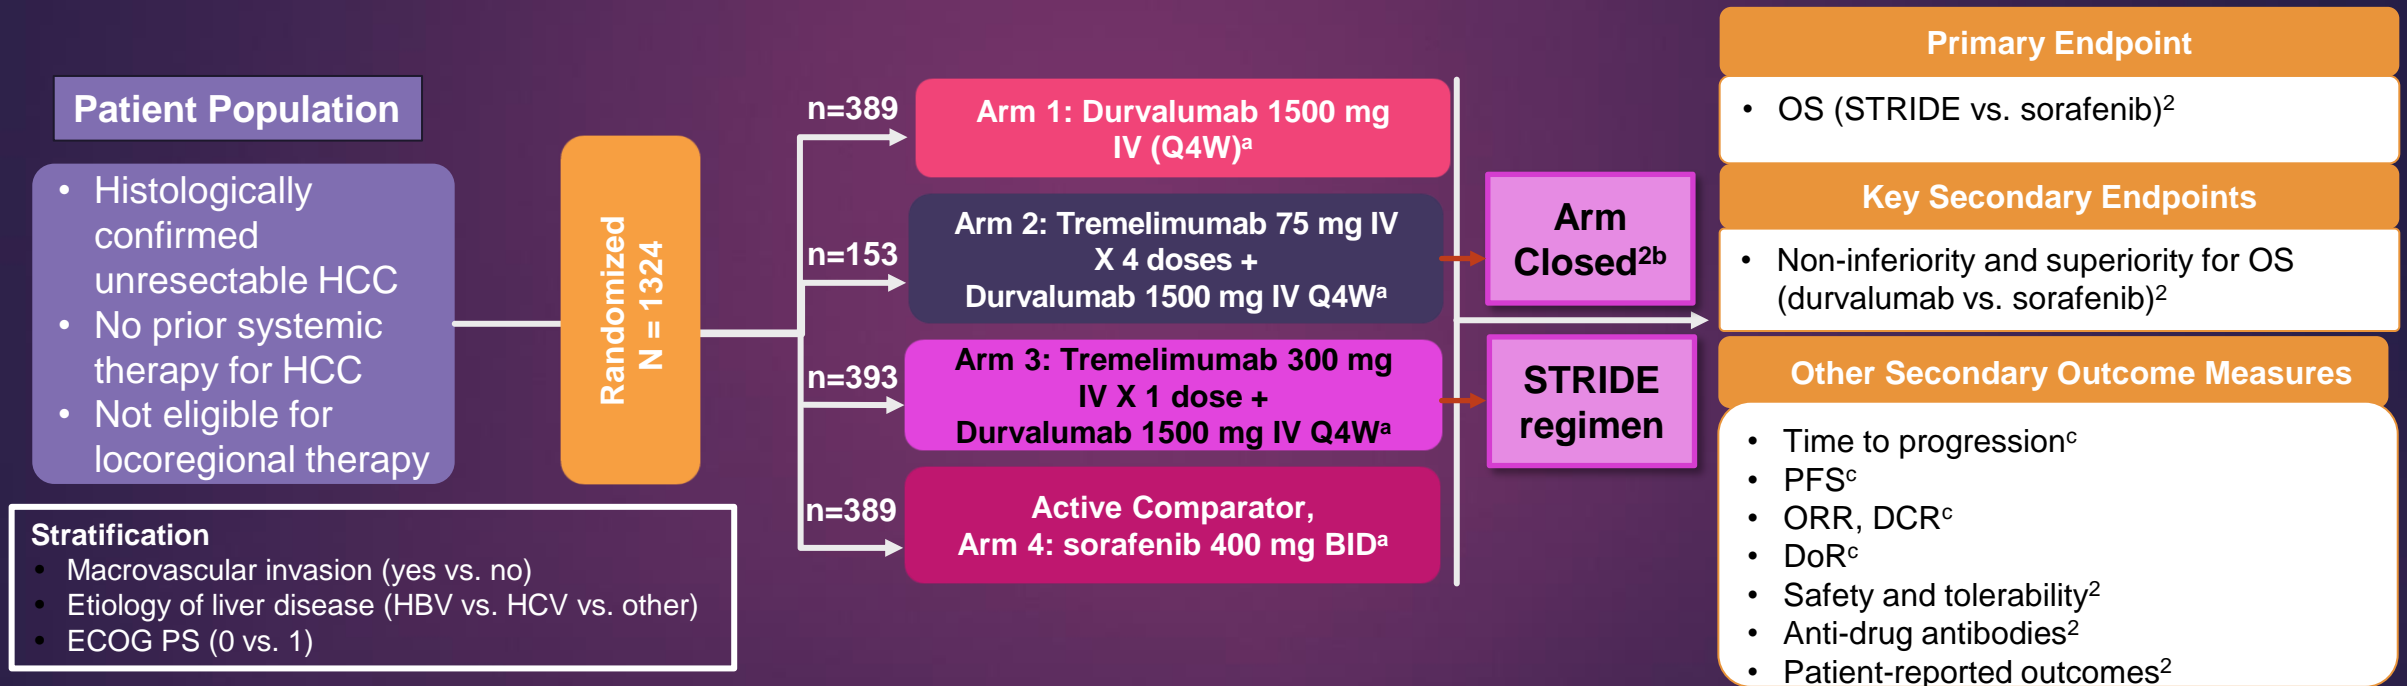 Patient Population
• Histologically
confirmed
unresectable HCC
• No prior systemic
therapy for HCC
• Not eligible for
locoregional therapy
Stratification
• Macrovascular invasion (yes vs. no)
• Etiology of liver disease (HBV vs. HCV vs. other)
• ECOG PS (0 vs. 1)
Randomized
N = 1324
n=389
Arm 1: Durvalumab 1500 mg
IV (Q4W)ᵃ
n=153
Arm 2: Tremelimumab 75 mg IV
X 4 doses +
Durvalumab 1500 mg IV Q4Wᵃ
n=393
Arm 3: Tremelimumab 300 mg
IV X 1 dose +
Durvalumab 1500 mg IV Q4Wᵃ
n=389
Active Comparator,
Arm 4: sorafenib 400 mg BIDᵃ
Arm
Closed²ᵇ
STRIDE
regimen
Primary Endpoint
• OS (STRIDE vs. sorafenib)²
Key Secondary Endpoints
• Non-inferiority and superiority for OS
(durvalumab vs. sorafenib)²
Other Secondary Outcome Measures
• Time to progressionᶜ
• PFSᶜ
• ORR, DCRᶜ
• DoRᶜ
• Safety and tolerability²
• Anti-drug antibodies²
• Patient-reported outcomes²